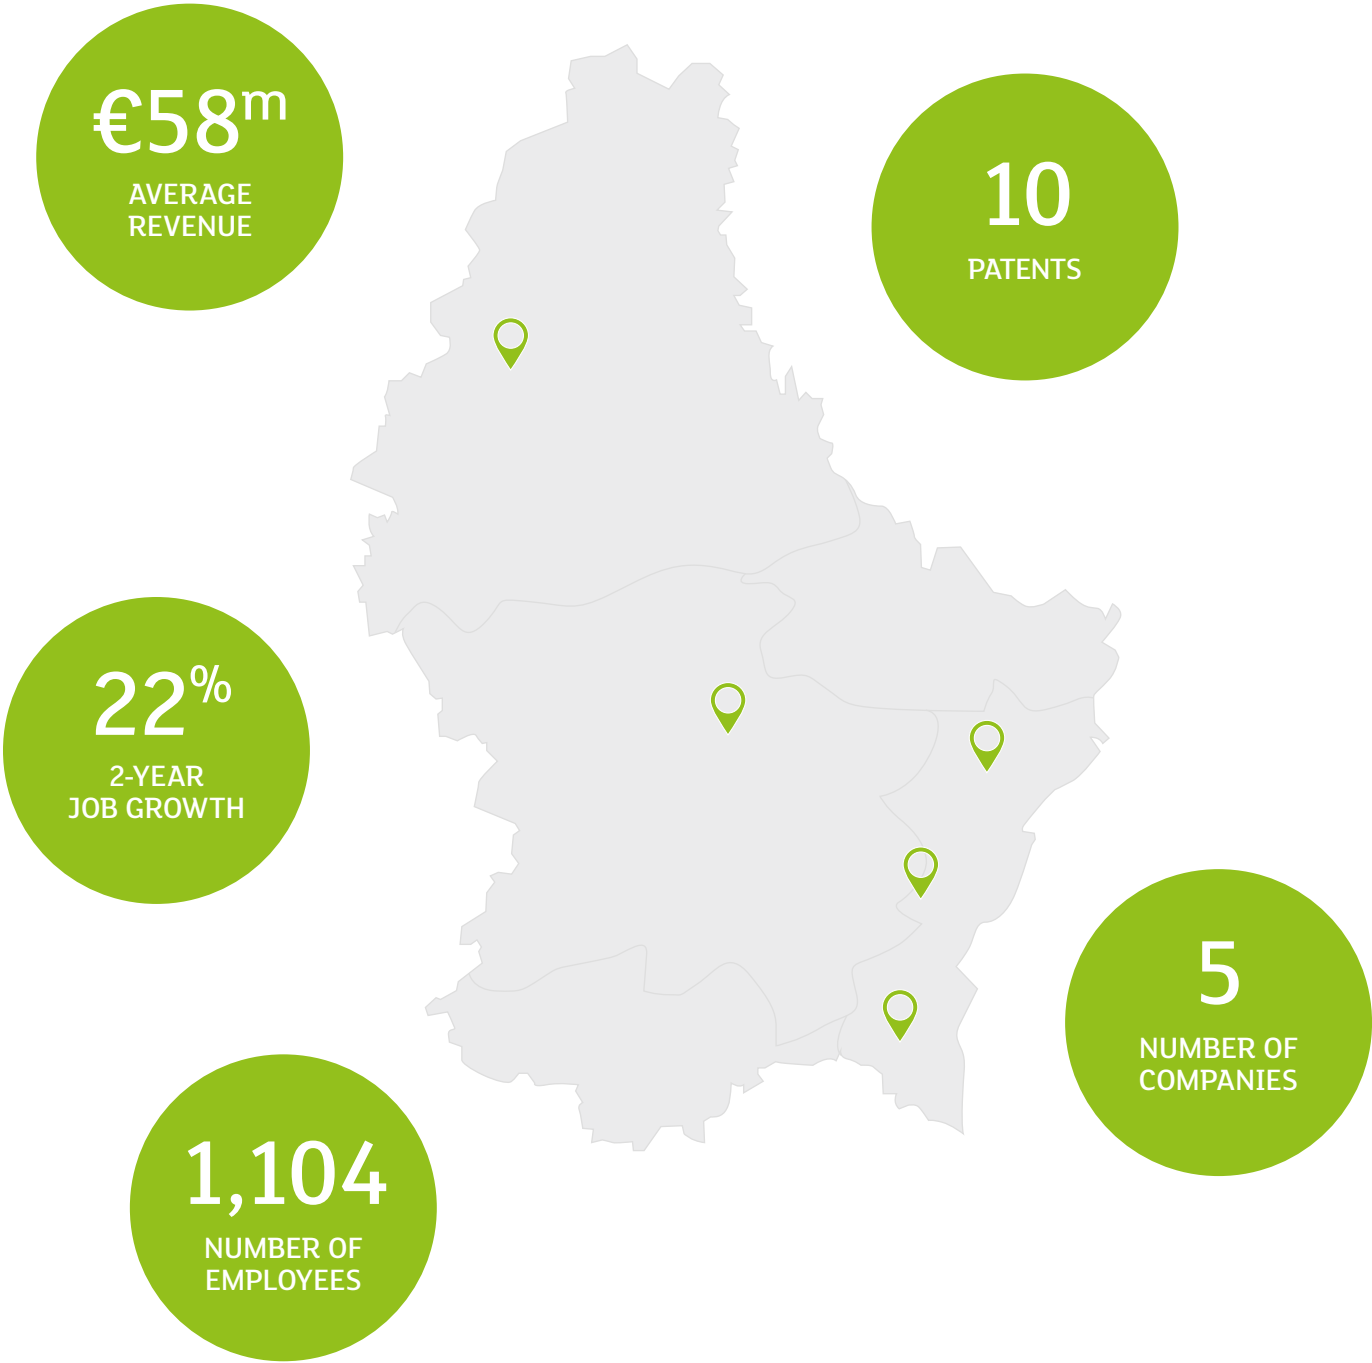 €58m
AVERAGE
REVENUE
10
PATENTS
22%
2-YEAR
JOB GROWTH
5
NUMBER OF
COMPANIES
1,104
NUMBER OF
EMPLOYEES